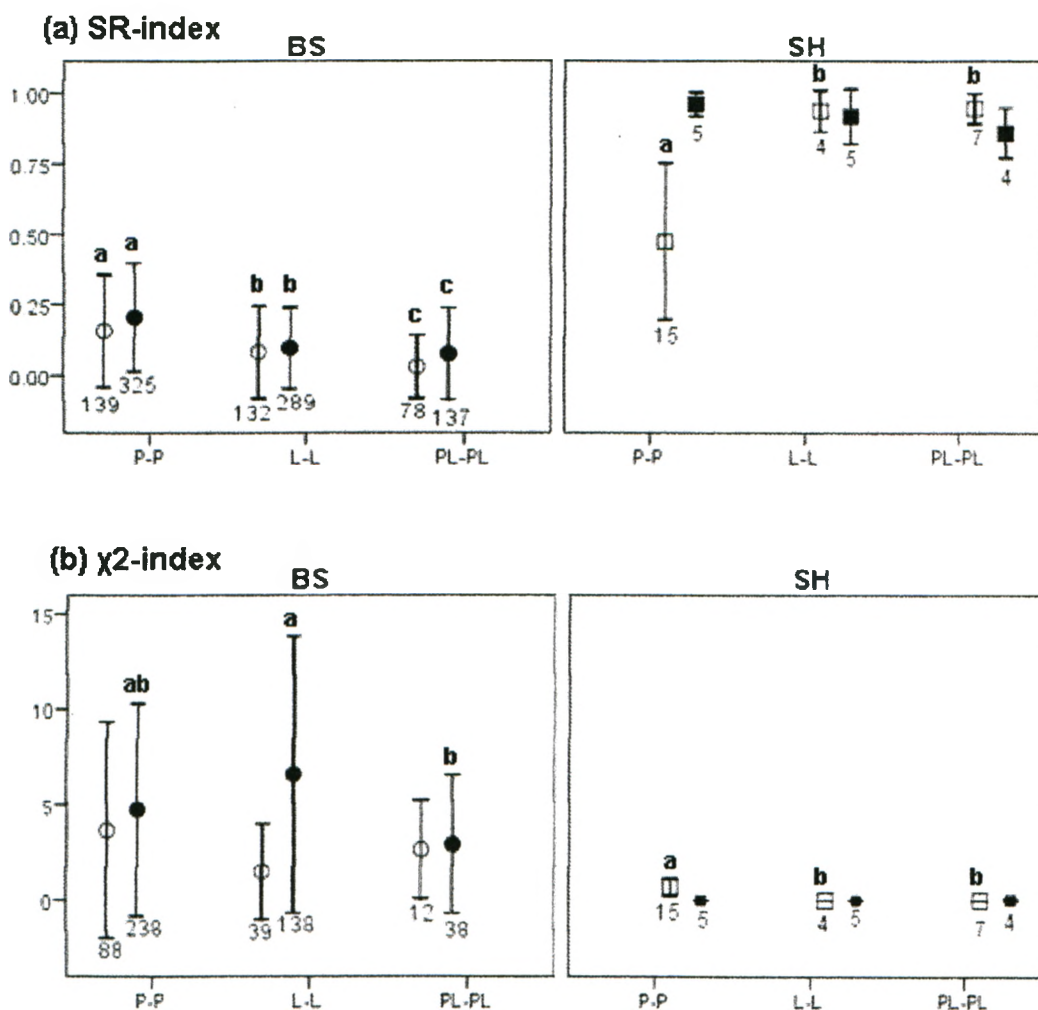 (a) SR-index
BS SH
1.00
0.75
0.50
0.25
0.00
a a b b c c
139 325 132 289 78 137
a b b
15 5 4 5 7 4
P-P L-L PL-PL P-P L-L PL-PL
(b) χ2-index
BS SH
15
10
5
0
ab a b
88 238 39 138 12 38
a b b
15 5 4 5 7 4
P-P L-L PL-PL P-P L-L PL-PL